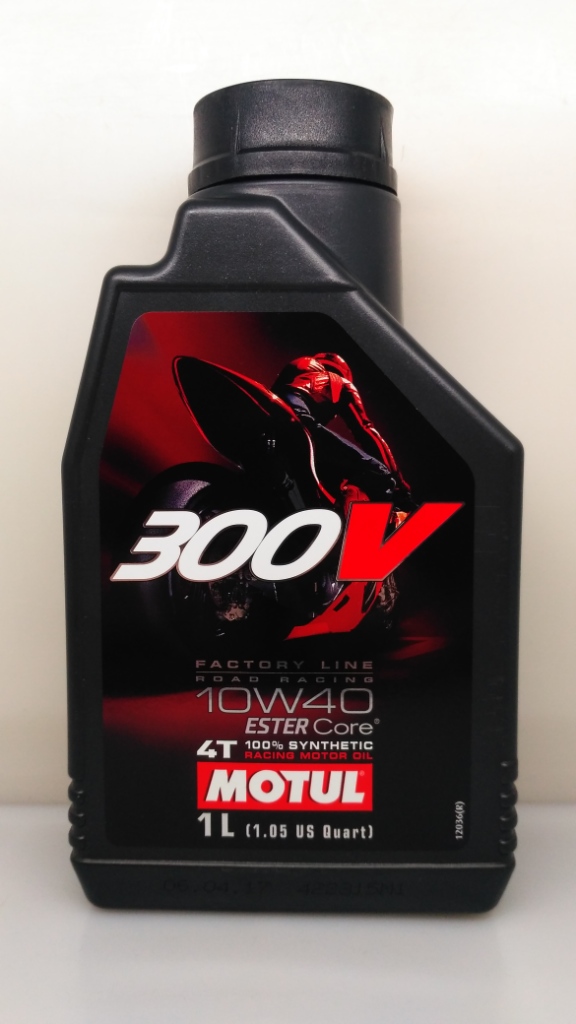 300V
FACTORY LINE
ROAD RACING
10W40
ESTER Core®
4T 100% SYNTHETIC
RACING MOTOR OIL
MOTUL
1L (1.05 US Quart)
12036(R)